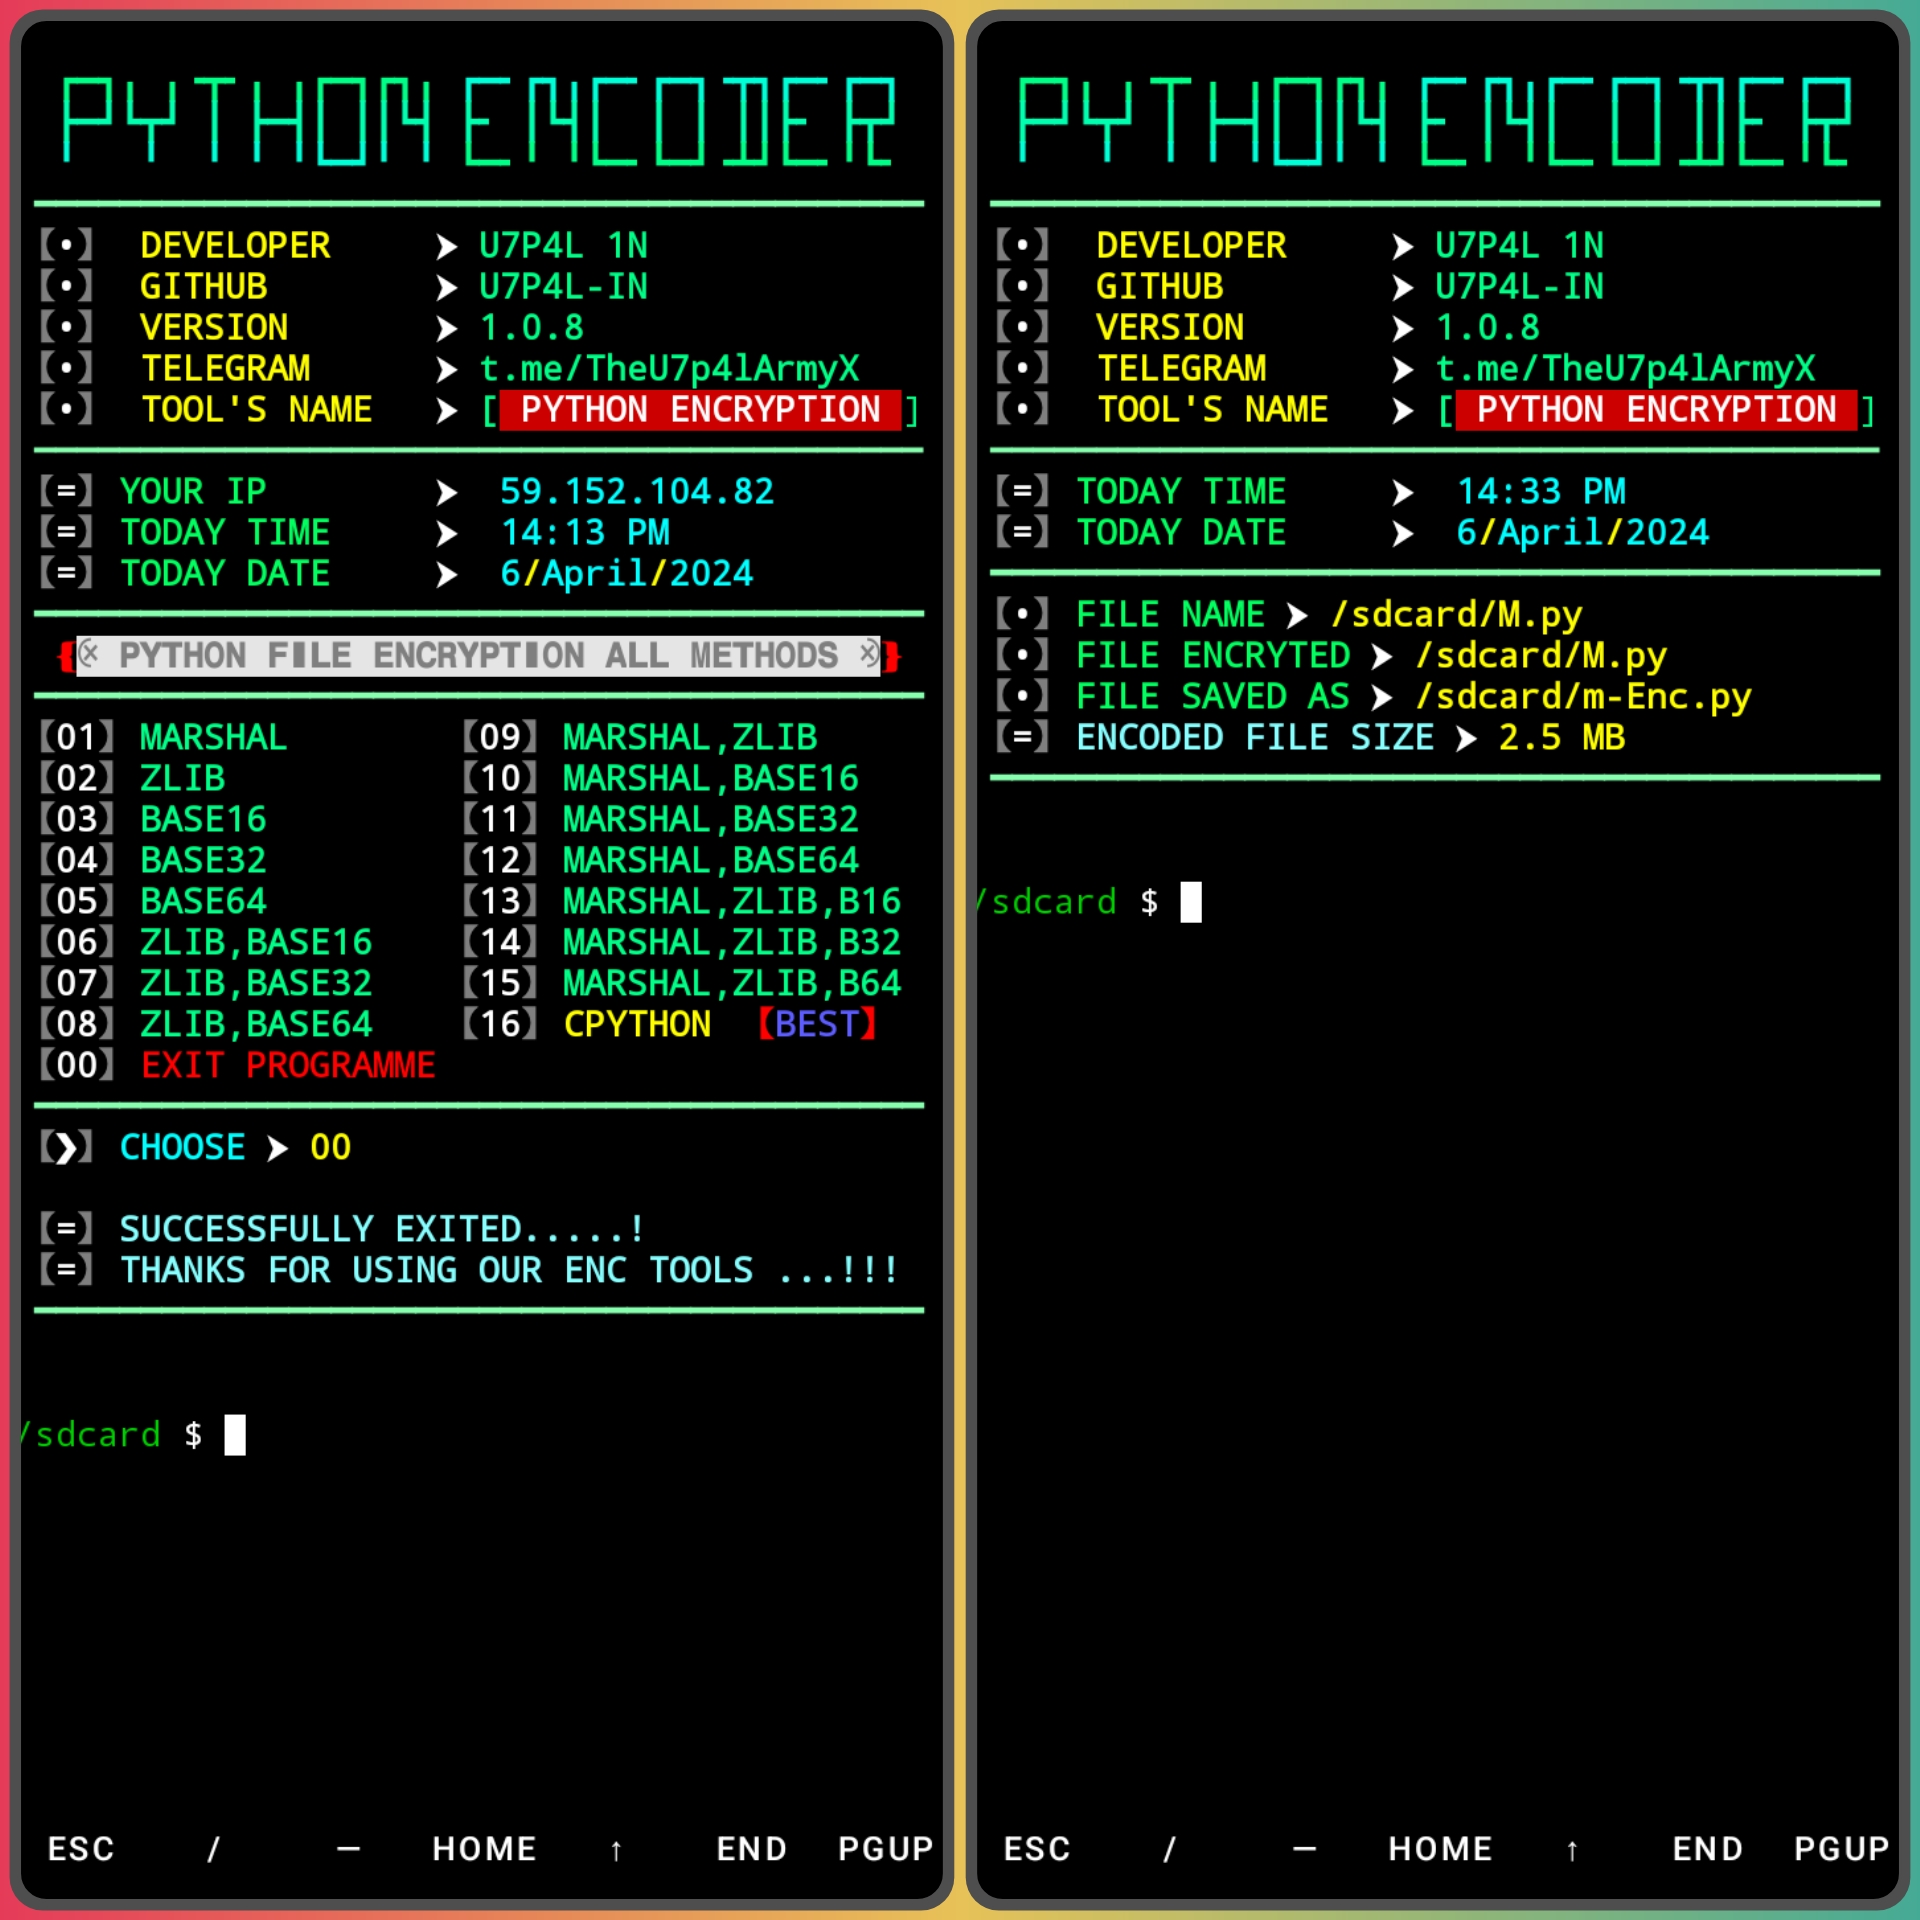 PYTHON ENCODER
[•] DEVELOPER ➤ U7P4L 1N
[•] GITHUB ➤ U7P4L-IN
[•] VERSION ➤ 1.0.8
[•] TELEGRAM ➤ t.me/TheU7p4lArmyX
[•] TOOL'S NAME ➤ [ PYTHON ENCRYPTION ]
[=] YOUR IP ➤ 59.152.104.82
[=] TODAY TIME ➤ 14:13 PM
[=] TODAY DATE ➤ 6/April/2024
{ PYTHON FILE ENCRYPTION ALL METHODS }
[01] MARSHAL [09] MARSHAL,ZLIB
[02] ZLIB [10] MARSHAL,BASE16
[03] BASE16 [11] MARSHAL,BASE32
[04] BASE32 [12] MARSHAL,BASE64
[05] BASE64 [13] MARSHAL,ZLIB,B16
[06] ZLIB,BASE16 [14] MARSHAL,ZLIB,B32
[07] ZLIB,BASE32 [15] MARSHAL,ZLIB,B64
[08] ZLIB,BASE64 [16] CPYTHON 【BEST】
[00] EXIT PROGRAMME
[❯] CHOOSE ➤ 00
[=] SUCCESSFULLY EXITED.....!
[=] THANKS FOR USING OUR ENC TOOLS ...!!!
/sdcard $
ESC / — HOME ↑ END PGUP
PYTHON ENCODER
[•] DEVELOPER ➤ U7P4L 1N
[•] GITHUB ➤ U7P4L-IN
[•] VERSION ➤ 1.0.8
[•] TELEGRAM ➤ t.me/TheU7p4lArmyX
[•] TOOL'S NAME ➤ [ PYTHON ENCRYPTION ]
[=] TODAY TIME ➤ 14:33 PM
[=] TODAY DATE ➤ 6/April/2024
[•] FILE NAME ➤ /sdcard/M.py
[•] FILE ENCRYTED ➤ /sdcard/M.py
[•] FILE SAVED AS ➤ /sdcard/m-Enc.py
[=] ENCODED FILE SIZE ➤ 2.5 MB
/sdcard $
ESC / — HOME ↑ END PGUP